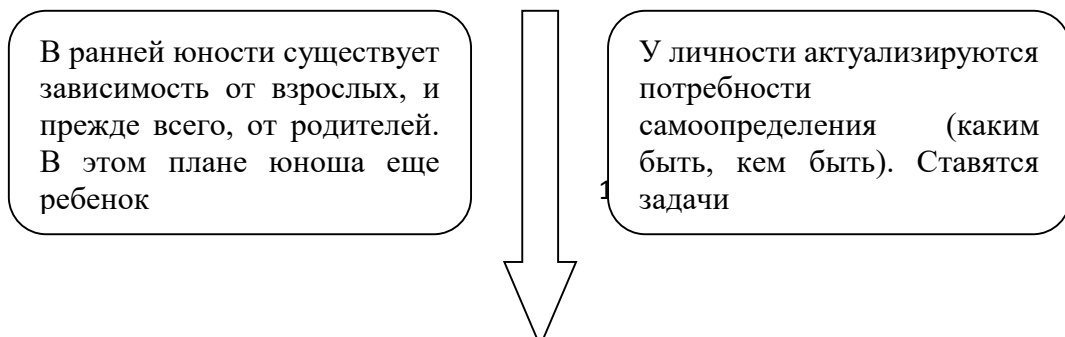 В ранней юности существует
зависимость от взрослых, и
прежде всего, от родителей.
В этом плане юноша еще
ребенок
У личности актуализируются
потребности
самоопределения (каким
быть, кем быть). Ставятся
задачи
1